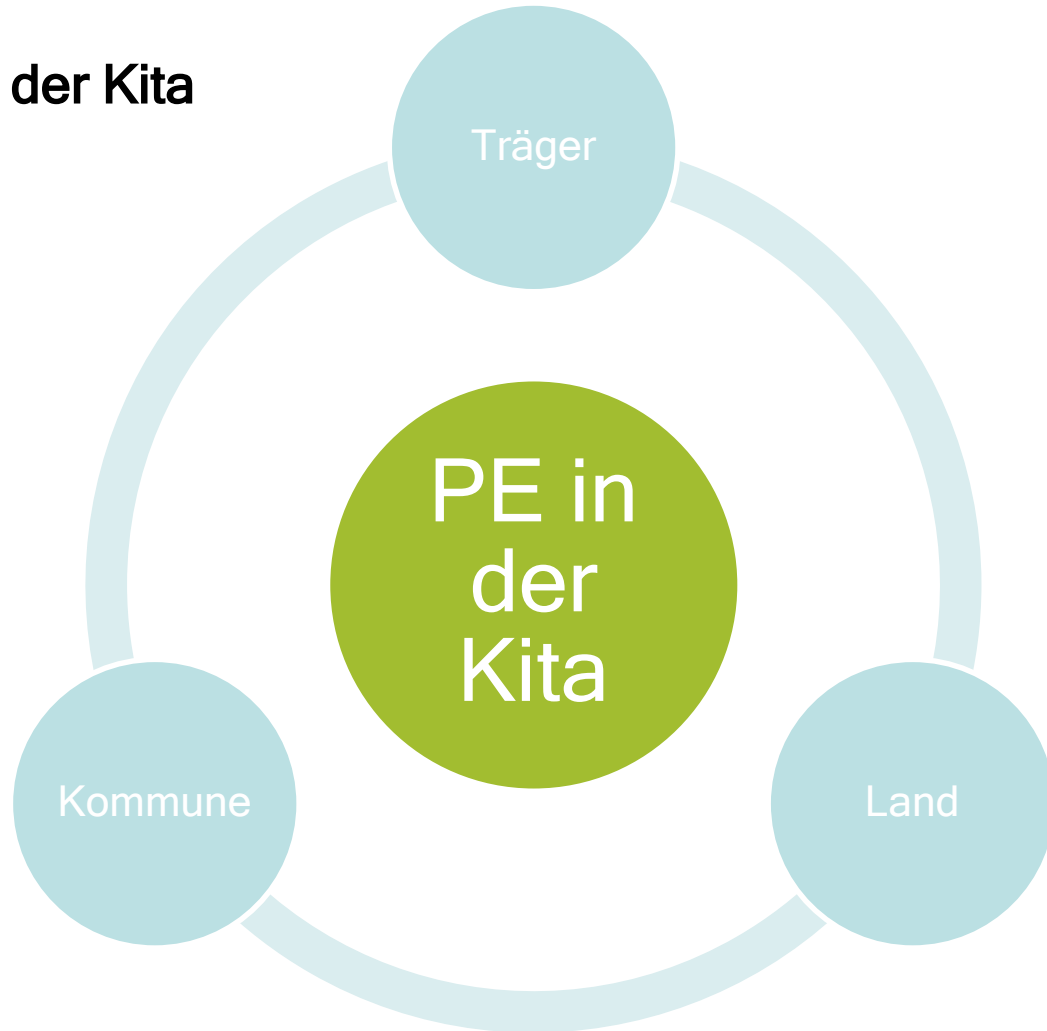 der Kita
Träger
PE in
der
Kita
Kommune
Land